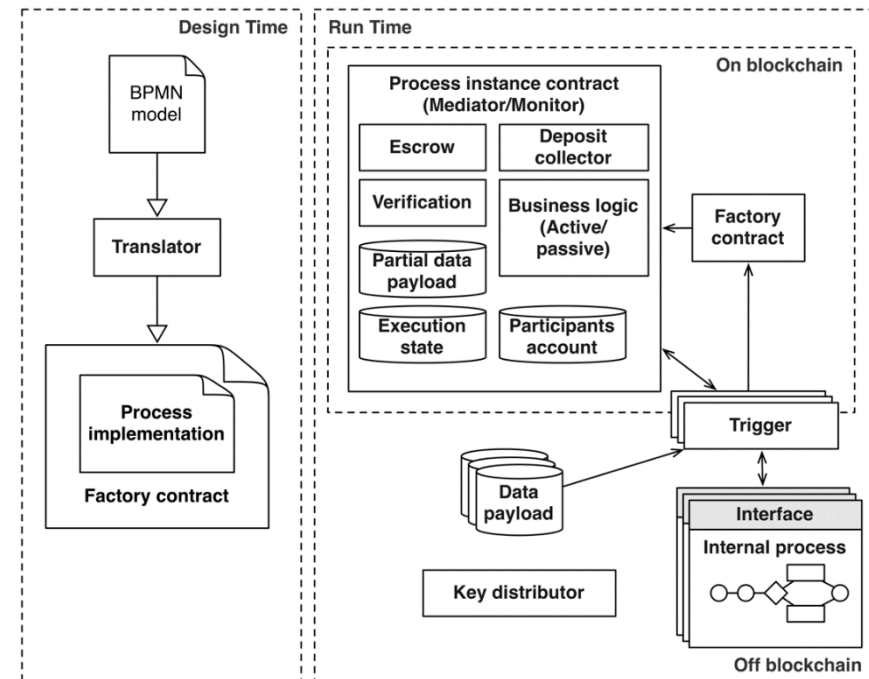 Design Time
BPMN
model
Translator
Process
implementation
Factory contract
Run Time
On blockchain
Process instance contract
(Mediator/Monitor)
Escrow
Deposit
collector
Verification
Business logic
(Active/
passive)
Partial data
payload
Execution
state
Participants
account
Factory
contract
Trigger
Data
payload
Interface
Internal process
Key distributor
Off blockchain